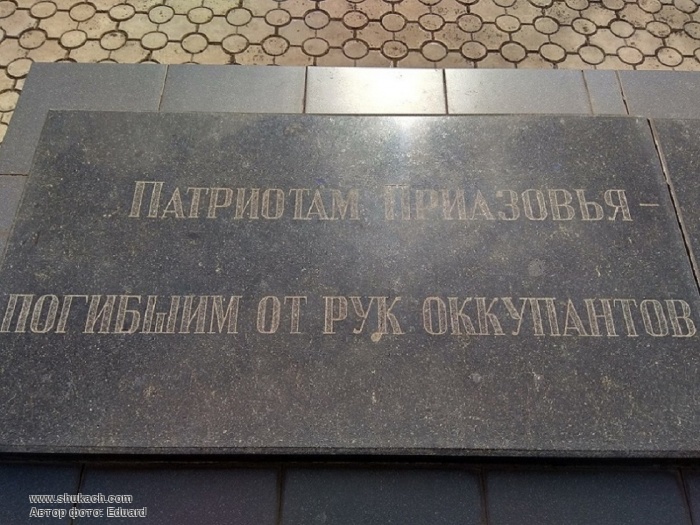 Патриотам Приазовья –
погибшим от рук оккупантов
www.shukach.com
Автор фото: Eduard